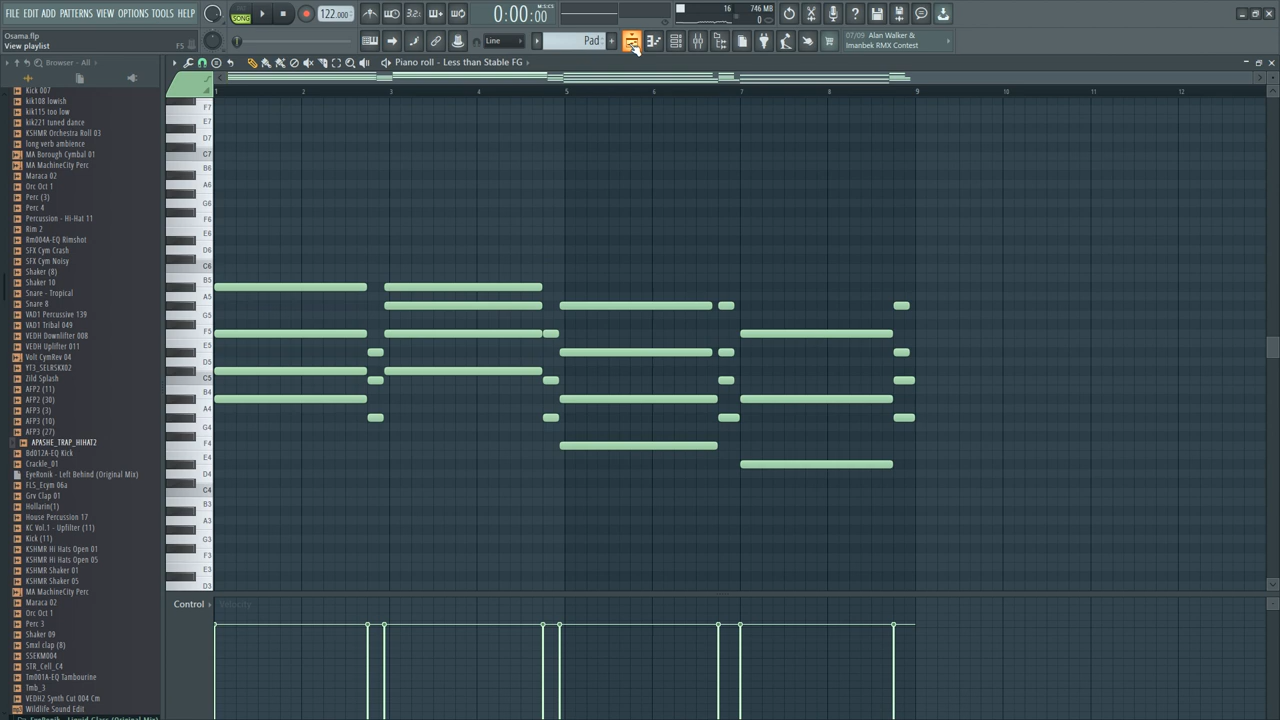 FILE EDIT ADD PATTERNS VIEW OPTIONS TOOLS HELP
SONG
122.000
3.2.:
0:00:00
M:S:CS
16
746 MB
0
Osama.flp
View playlist
F5
Line
Pad
07/09 Alan Walker &
Imanbek RMX Contest
Browser - All
Piano roll - Less than Stable FG
1 2 3 4 5 6 7 8 9 10 11 12
Kick 007
kik108 lowish
kik115 too low
kik221 tuned dance
KSHMR Orchestra Roll 03
long verb ambience
MA Borough Cymbal 01
MA MachineCity Perc
Maraca 02
Orc Oct 1
Perc (3)
Perc 4
Percussion - Hi-Hat 11
Rim 2
Rm004A-EQ Rimshot
SFX Cym Crash
SFX Cym Noisy
Shaker (8)
Shaker 10
Snare - Tropical
Snare 8
VAD1 Percussive 139
VAD1 Tribal 049
VEDH Downlifter 008
VEDH Uplifter 011
Volt CymRev 04
YT3_SELRSKX02
Zild Splash
AFP2 (11)
AFP2 (30)
AFP3 (3)
AFP3 (10)
AFP3 (27)
APASHE_TRAP_HIHAT2
Bd012A-EQ Kick
Crackle_01
EyeRonik - Left Behind (Original Mix)
FLS_Ecym 06a
Grv Clap 01
Hollarin(1)
House Percussion 17
KC Vol.1 - Uplifter (11)
Kick (11)
KSHMR Hi Hats Open 01
KSHMR Hi Hats Open 05
KSHMR Shaker 01
KSHMR Shaker 05
MA MachineCity Perc
Maraca 02
Orc Oct 1
Perc 3
Shaker 09
Smxl clap (8)
SSEKM004
STR_Cell_C4
Tm001A-EQ Tambourine
Tmb_3
VEDH2 Synth Cut 004 Cm
Wildlife Sound Edit
EyeRonik - Liquid Glass (Original Mix)
F7
E7
D7
C7
B6
A6
G6
F6
E6
D6
C6
B5
A5
G5
F5
E5
D5
C5
B4
A4
G4
F4
E4
D4
C4
B3
A3
G3
F3
E3
D3
Control
Velocity